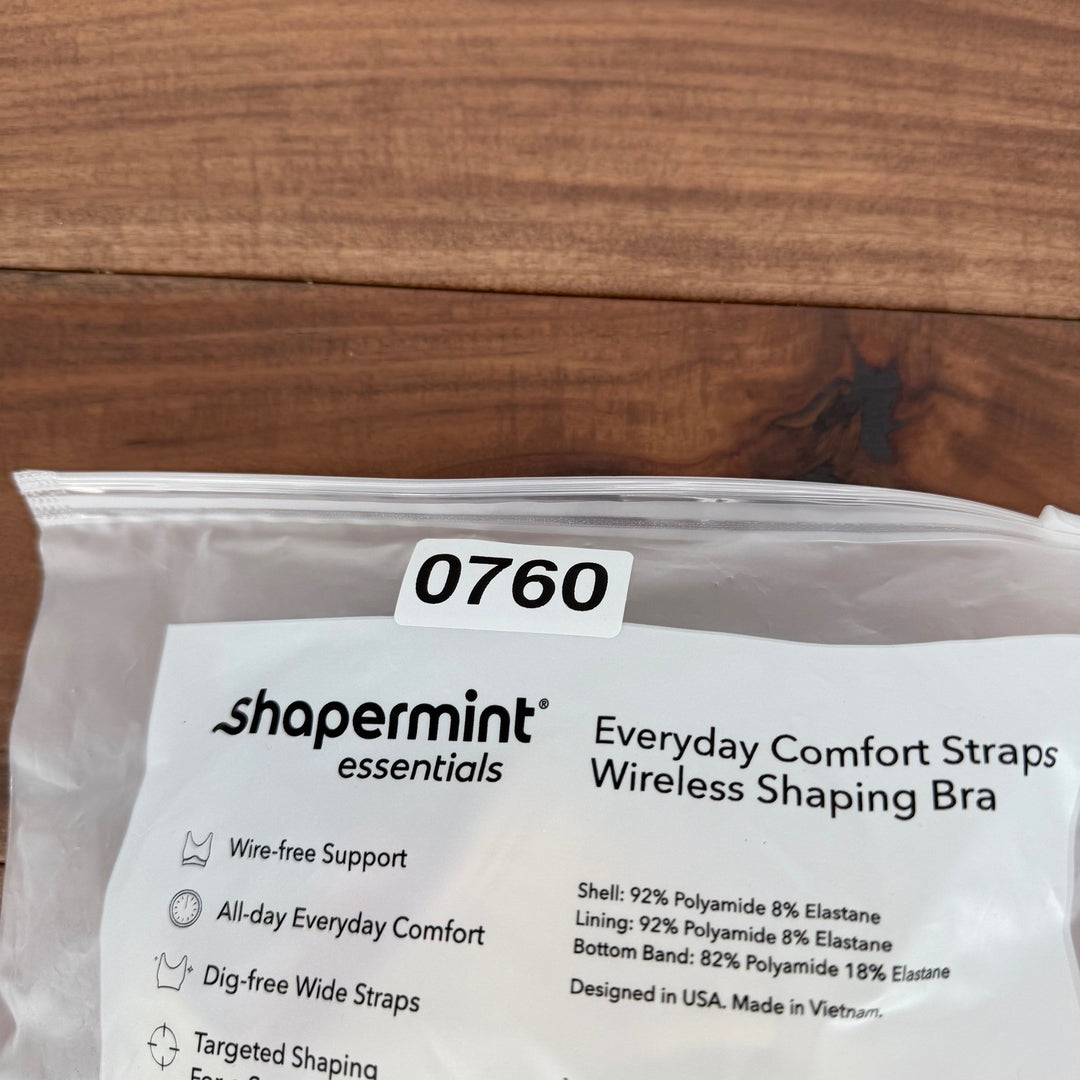 0760
shapermint®
essentials
Everyday Comfort Straps
Wireless Shaping Bra
Wire-free Support
All-day Everyday Comfort
Dig-free Wide Straps
Targeted Shaping
Shell: 92% Polyamide 8% Elastane
Lining: 92% Polyamide 8% Elastane
Bottom Band: 82% Polyamide 18% Elastane
Designed in USA. Made in Vietnam.